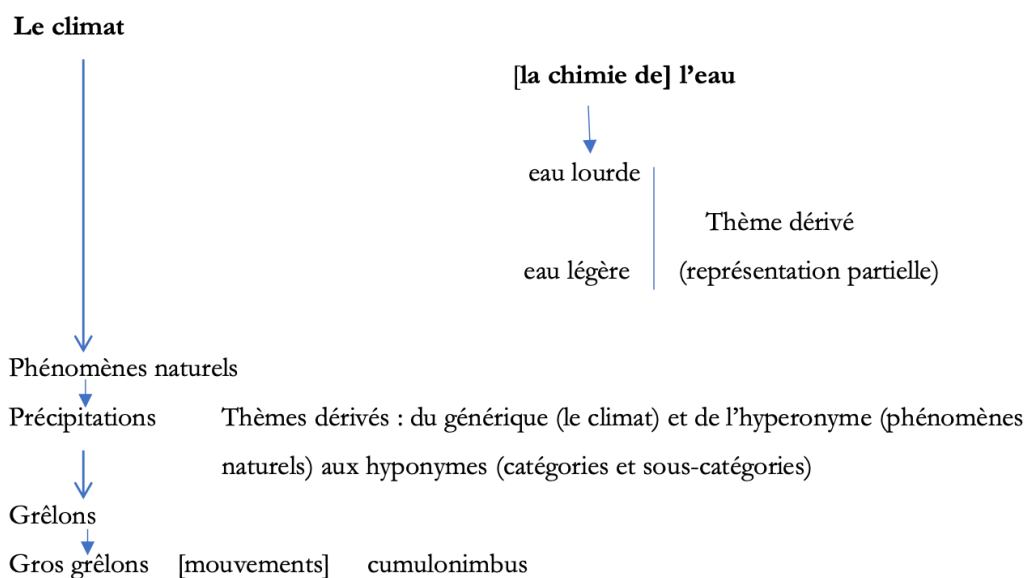 Le climat
[la chimie de] l’eau
eau lourde
Thème dérivé
eau légère (représentation partielle)
Phénomènes naturels
Précipitations Thèmes dérivés : du générique (le climat) et de l’hyperonyme (phénomènes
naturels) aux hyponymes (catégories et sous-catégories)
Grêlons
Gros grêlons [mouvements] cumulonimbus